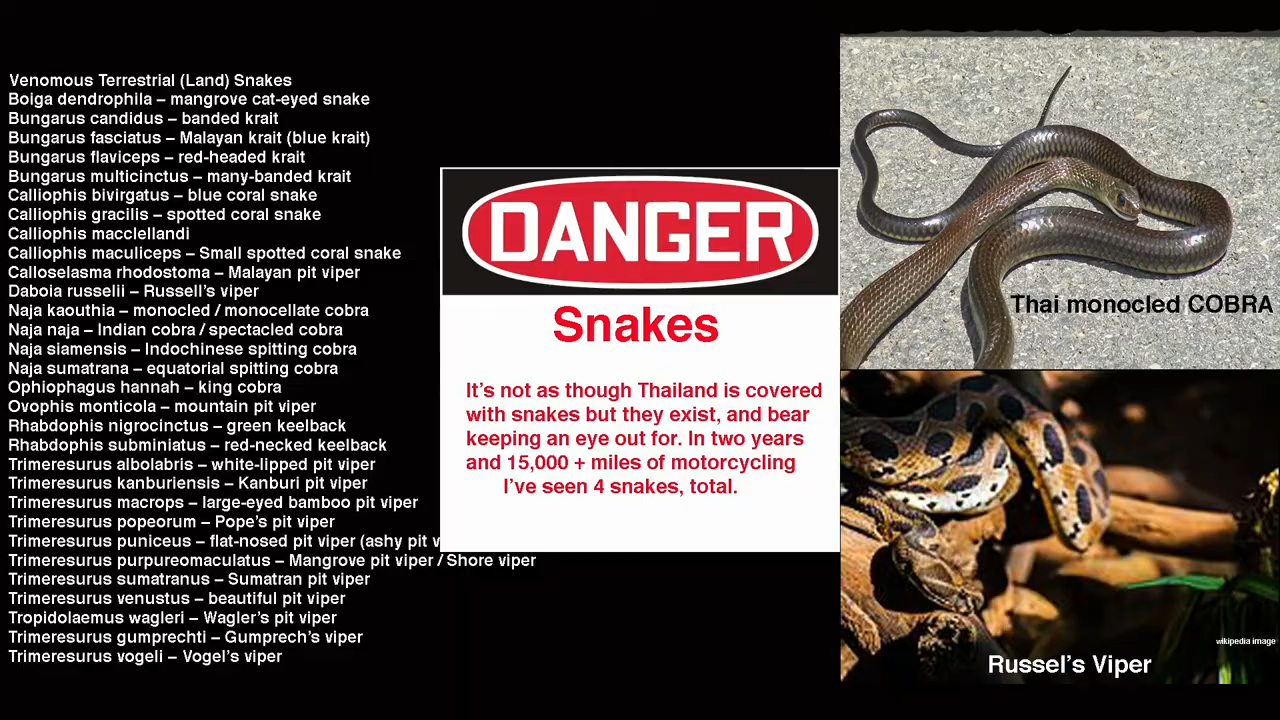 Venomous Terrestrial (Land) Snakes
Boiga dendrophila – mangrove cat-eyed snake
Bungarus candidus – banded krait
Bungarus fasciatus – Malayan krait (blue krait)
Bungarus flaviceps – red-headed krait
Bungarus multicinctus – many-banded krait
Calliophis bivirgatus – blue coral snake
Calliophis gracilis – spotted coral snake
Calliophis macclellandi
Calliophis maculiceps – Small spotted coral snake
Calloselasma rhodostoma – Malayan pit viper
Daboia russelii – Russell's viper
Naja kaouthia – monocled / monocellate cobra
Naja naja – Indian cobra / spectacled cobra
Naja siamensis – Indochinese spitting cobra
Naja sumatrana – equatorial spitting cobra
Ophiophagus hannah – king cobra
Ovophis monticola – mountain pit viper
Rhabdophis nigrocinctus – green keelback
Rhabdophis subminiatus – red-necked keelback
Trimeresurus albolabris – white-lipped pit viper
Trimeresurus kanburiensis – Kanburi pit viper
Trimeresurus macrops – large-eyed bamboo pit viper
Trimeresurus popeorum – Pope's pit viper
Trimeresurus puniceus – flat-nosed pit viper (ashy pit v
Trimeresurus purpureomaculatus – Mangrove pit viper / Shore viper
Trimeresurus sumatranus – Sumatran pit viper
Trimeresurus venustus – beautiful pit viper
Tropidolaemus wagleri – Wagler's pit viper
Trimeresurus gumprechti – Gumprech's viper
Trimeresurus vogeli – Vogel's viper
DANGER
Snakes
It's not as though Thailand is covered
with snakes but they exist, and bear
keeping an eye out for. In two years
and 15,000 + miles of motorcycling
I've seen 4 snakes, total.
Thai monocled COBRA
wikipedia image
Russel's Viper